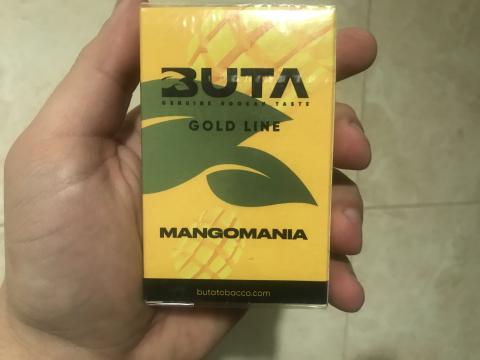 BUTA
GENUINE HOOKAH TASTE
GOLD LINE
MANGOMANIA
butatobacco.com